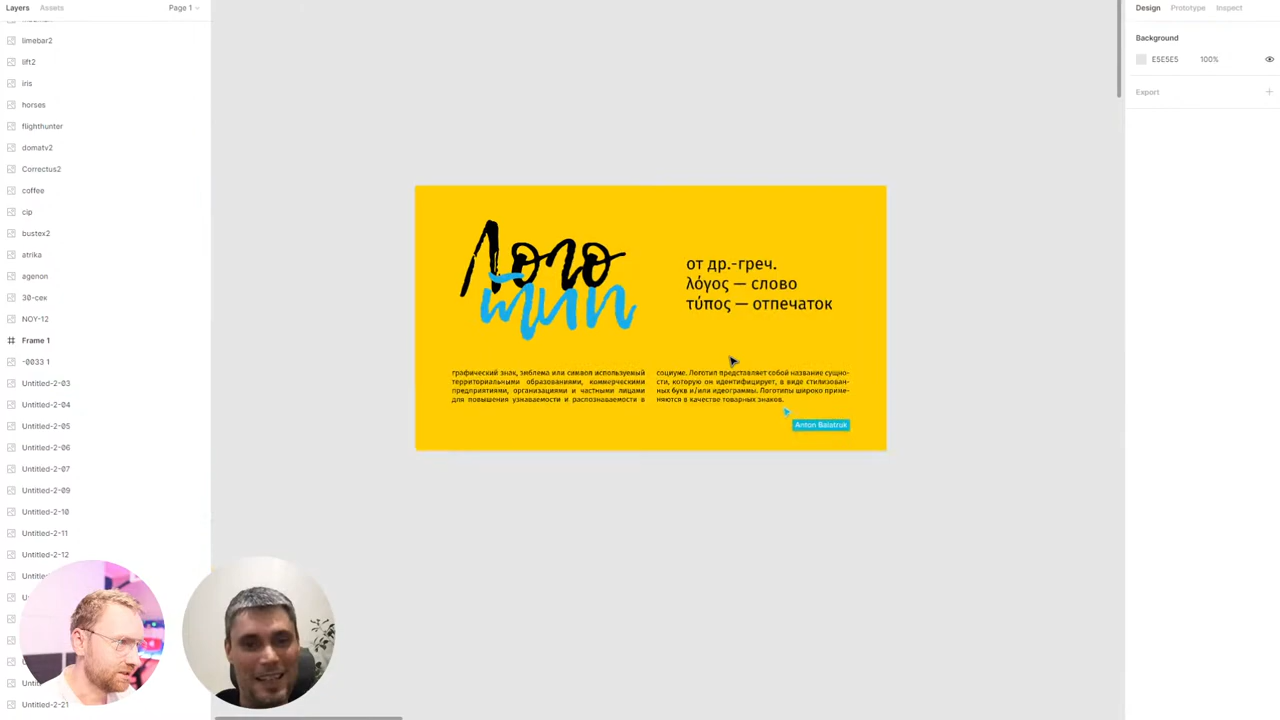 Layers Assets Page 1
Design Prototype Inspect
limebar2
lift2
iris
horses
flighthunter
domatv2
Correctus2
coffee
cip
bustex2
atrika
agenon
30-сек
NOY-12
Frame 1
-0033 1
Untitled-2-03
Untitled-2-04
Untitled-2-05
Untitled-2-06
Untitled-2-07
Untitled-2-09
Untitled-2-10
Untitled-2-11
Untitled-2-12
Untitled-2-21
Лого
тип
от др.-греч.
λόγος — слово
τύπος — отпечаток
графический знак, эмблема или символ используемый
территориальными образованиями, коммерческими
предприятиями, организациями и частными лицами
для повышения узнаваемости и распознаваемости в
социуме. Логотип представляет собой название сущно-
сти, которую он идентифицирует, в виде стилизован-
ных букв и/или идеограммы. Логотипы широко приме-
няются в качестве товарных знаков.
Anton Balatruk
Background
E5E5E5 100%
Export